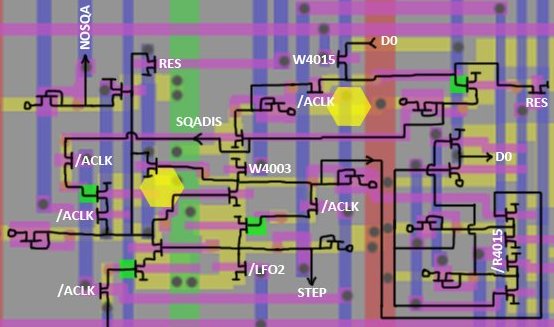 NOSQA
RES
D0
W4015
/ACLK
RES
SQADIS
/ACLK
D0
W4003
/ACLK
/ACLK
/R4015
/LFO2
/ACLK
STEP